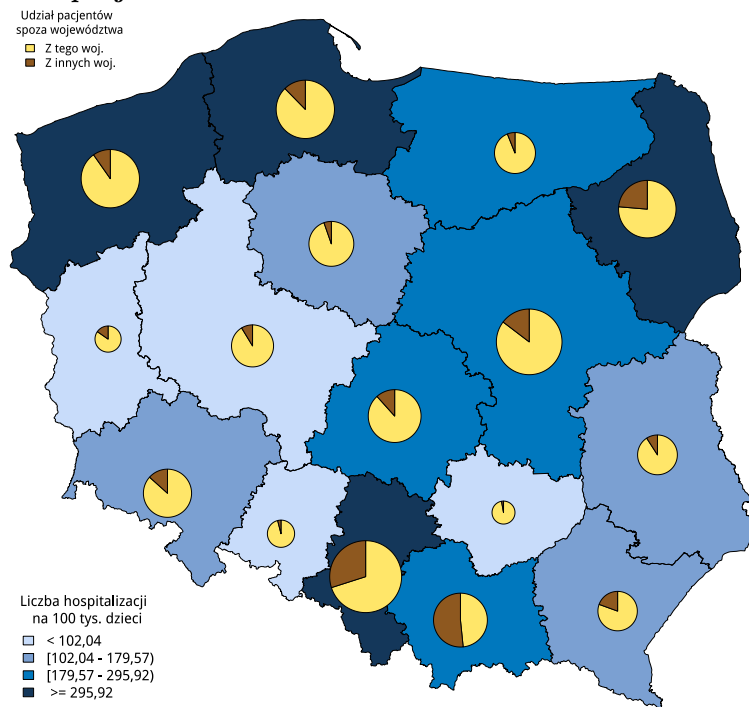 Udział pacjentów
spoza województwa
Z tego woj.
Z innych woj.
Liczba hospitalizacji
na 100 tys. dzieci
< 102,04
[102,04 - 179,57)
[179,57 - 295,92)
>= 295,92